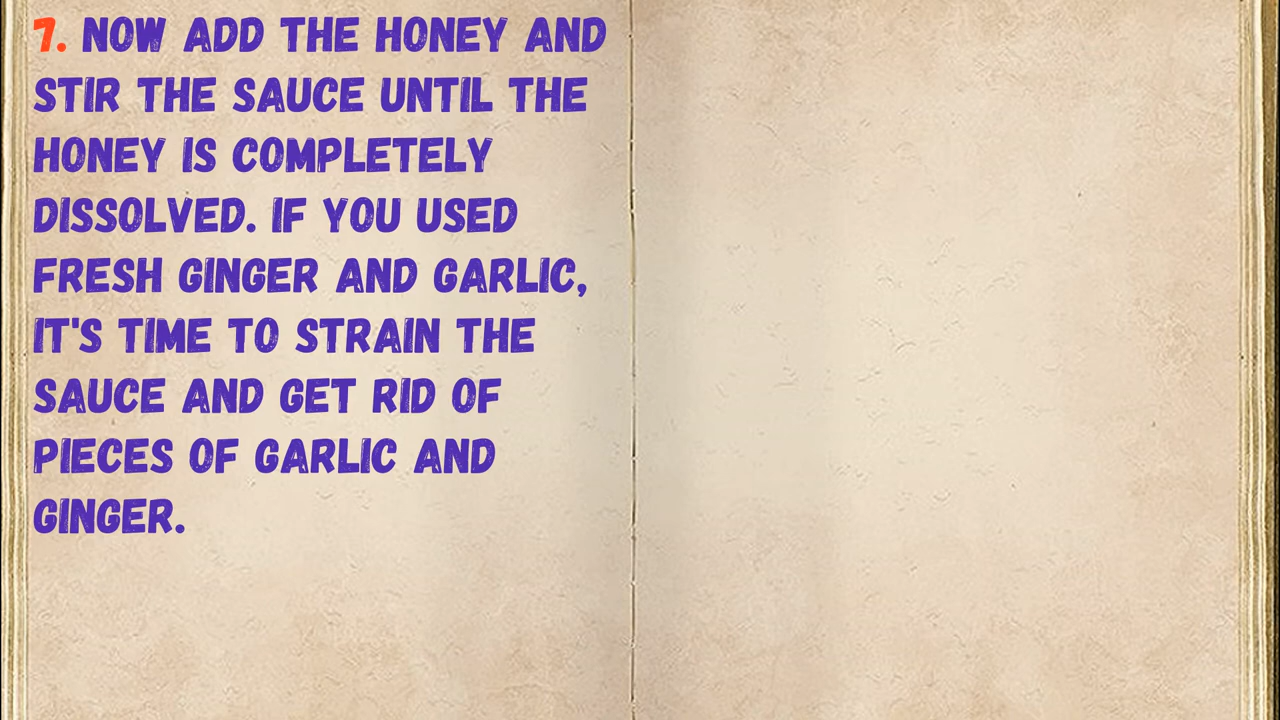 7. NOW ADD THE HONEY AND
STIR THE SAUCE UNTIL THE
HONEY IS COMPLETELY
DISSOLVED. IF YOU USED
FRESH GINGER AND GARLIC,
IT'S TIME TO STRAIN THE
SAUCE AND GET RID OF
PIECES OF GARLIC AND
GINGER.